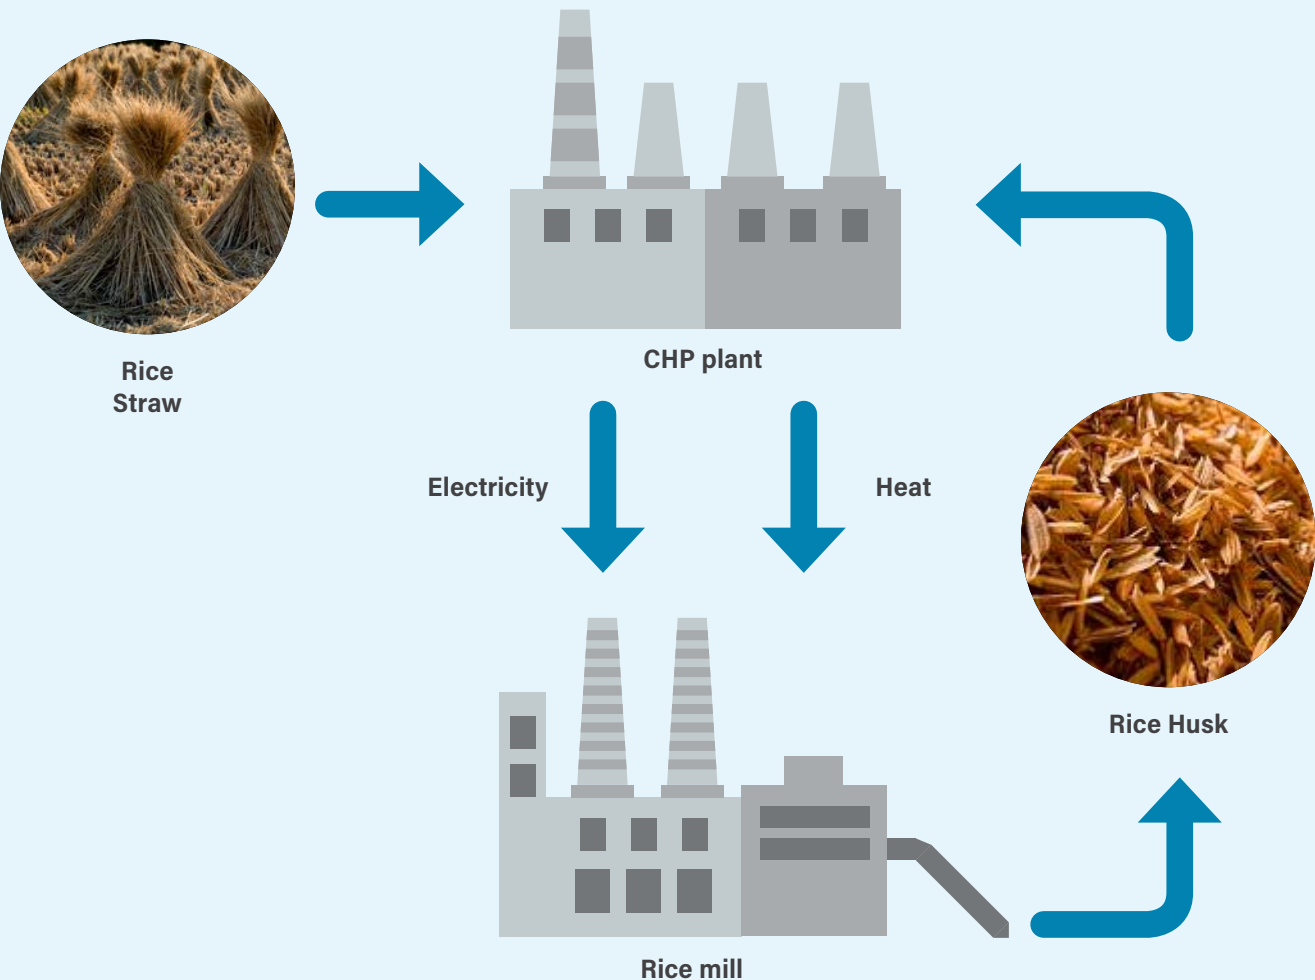 Rice
Straw
CHP plant
Electricity
Heat
Rice Husk
Rice mill